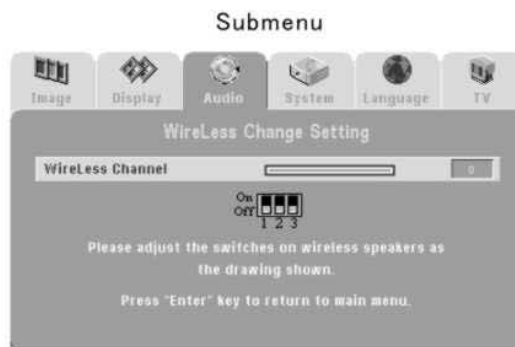 Submenu
Image Display Audio System Language TV
WireLess Change Setting
WireLess Channel 0
On
Off
1 2 3
Please adjust the switches on wireless speakers as
the drawing shown.
Press "Enter" key to return to main menu.